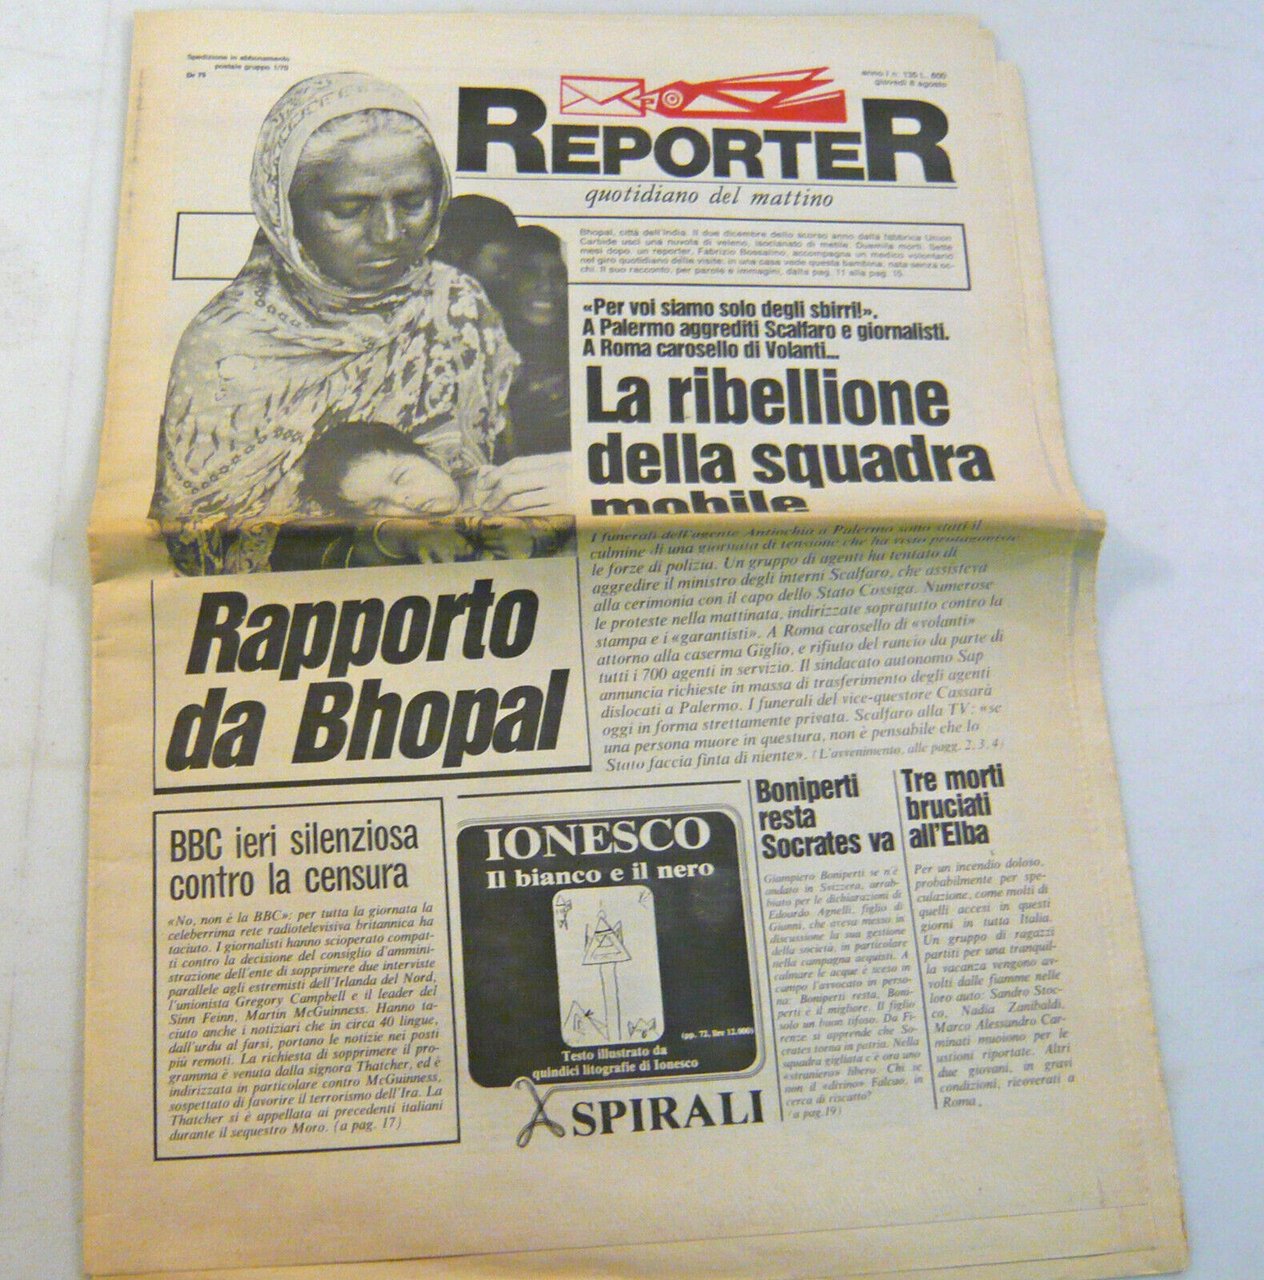 Spedizione in abbonamento
postale gruppo 1/70
anno I n. 135 L. 800
giovedì 8 agosto
REPORTER
quotidiano del mattino
Bhopal, città dell'India. Il due dicembre dello scorso anno dalla fabbrica Union
Carbide uscì una nuvola di veleno, isocianato di metile. Duemila morti. Sette
mesi dopo, un reporter, Fabrizio Bossalino, accompagna un medico volontario
nel giro quotidiano delle visite: in una casa vede questa bambina, nata senza oc-
chi. Il suo racconto, per parole e immagini, dalla pag. 11 alla pag. 15
«Per voi siamo solo degli sbirri!».
A Palermo aggrediti Scalfaro e giornalisti.
A Roma carosello di Volanti...
La ribellione
della squadra
mobile
I funerali dell'agente Antiochia a Palermo sono stati il
culmine di una giornata di tensione che ha visto protagoniste
le forze di polizia. Un gruppo di agenti ha tentato di
aggredire il ministro degli interni Scalfaro, che assisteva
alla cerimonia con il capo dello Stato Cossiga. Numerose
le proteste nella mattinata, indirizzate sopratutto contro la
stampa e i «garantisti». A Roma carosello di «volanti»
attorno alla caserma Giglio, e rifiuto del rancio da parte di
tutti i 700 agenti in servizio. Il sindacato autonomo Sap
annuncia richieste in massa di trasferimento degli agenti
dislocati a Palermo. I funerali del vice-questore Cassarà
oggi in forma strettamente privata. Scalfaro alla TV: «se
una persona muore in questura, non è pensabile che lo
Stato faccia finta di niente». (L'avvenimento, alle pagg. 2, 3, 4)
Rapporto
da Bhopal
BBC ieri silenziosa
contro la censura
«No, non è la BBC»: per tutta la giornata la
celeberrima rete radiotelevisiva britannica ha
taciuto. I giornalisti hanno scioperato compat-
ti contro la decisione del consiglio d'ammini-
strazione dell'ente di sopprimere due interviste
parallele agli estremisti dell'Irlanda del Nord,
l'unionista Gregory Campbell e il leader del
Sinn Feinn, Martin McGuinness. Hanno ta-
ciuto anche i notiziari che in circa 40 lingue,
dall'urdu al farsi, portano le notizie nei posti
più remoti. La richiesta di sopprimere il pro-
gramma è venuta dalla signora Thatcher, ed è
indirizzata in particolare contro McGuinness,
sospettato di favorire il terrorismo dell'Ira. La
Thatcher si è appellata ai precedenti italiani
durante il sequestro Moro. (a pag. 17)
IONESCO
Il bianco e il nero
(pp. 72, lire 12.000)
Testo illustrato da
quindici litografie di Ionesco
SPIRALI
Boniperti
resta
Socrates va
Giampiero Boniperti se n'è
andato in Svizzera, arrab-
biato per le dichiarazioni di
Edoardo Agnelli, figlio di
Gianni, che aveva messo in
discussione la sua gestione
della società, in particolare
nella campagna acquisti. A
calmare le acque è sceso in
campo l'avvocato in perso-
na: Boniperti resta, Boni-
perti è il migliore. Il figlio
solo un buon tifoso. Da Fi-
renze si apprende che So-
crates torna in patria. Nella
squadra gigliata c'è ora uno
«straniero» libero. Chi se
non il «divino» Falcao, in
cerca di riscatto?
(a pag.19)
Tre morti
bruciati
all'Elba
Per un incendio doloso,
probabilmente per spe-
culazione, come molti di
quelli accesi in questi
giorni in tutta Italia.
Un gruppo di ragazzi
partiti per una tranquil-
la vacanza vengono av-
volti dalle fiamme nelle
loro auto: Sandro Stoc-
co, Nadia Zanibaldi,
Marco Alessandro Car-
minati muoiono per le
ustioni riportate. Altri
due giovani, in gravi
condizioni, ricoverati a
Roma.